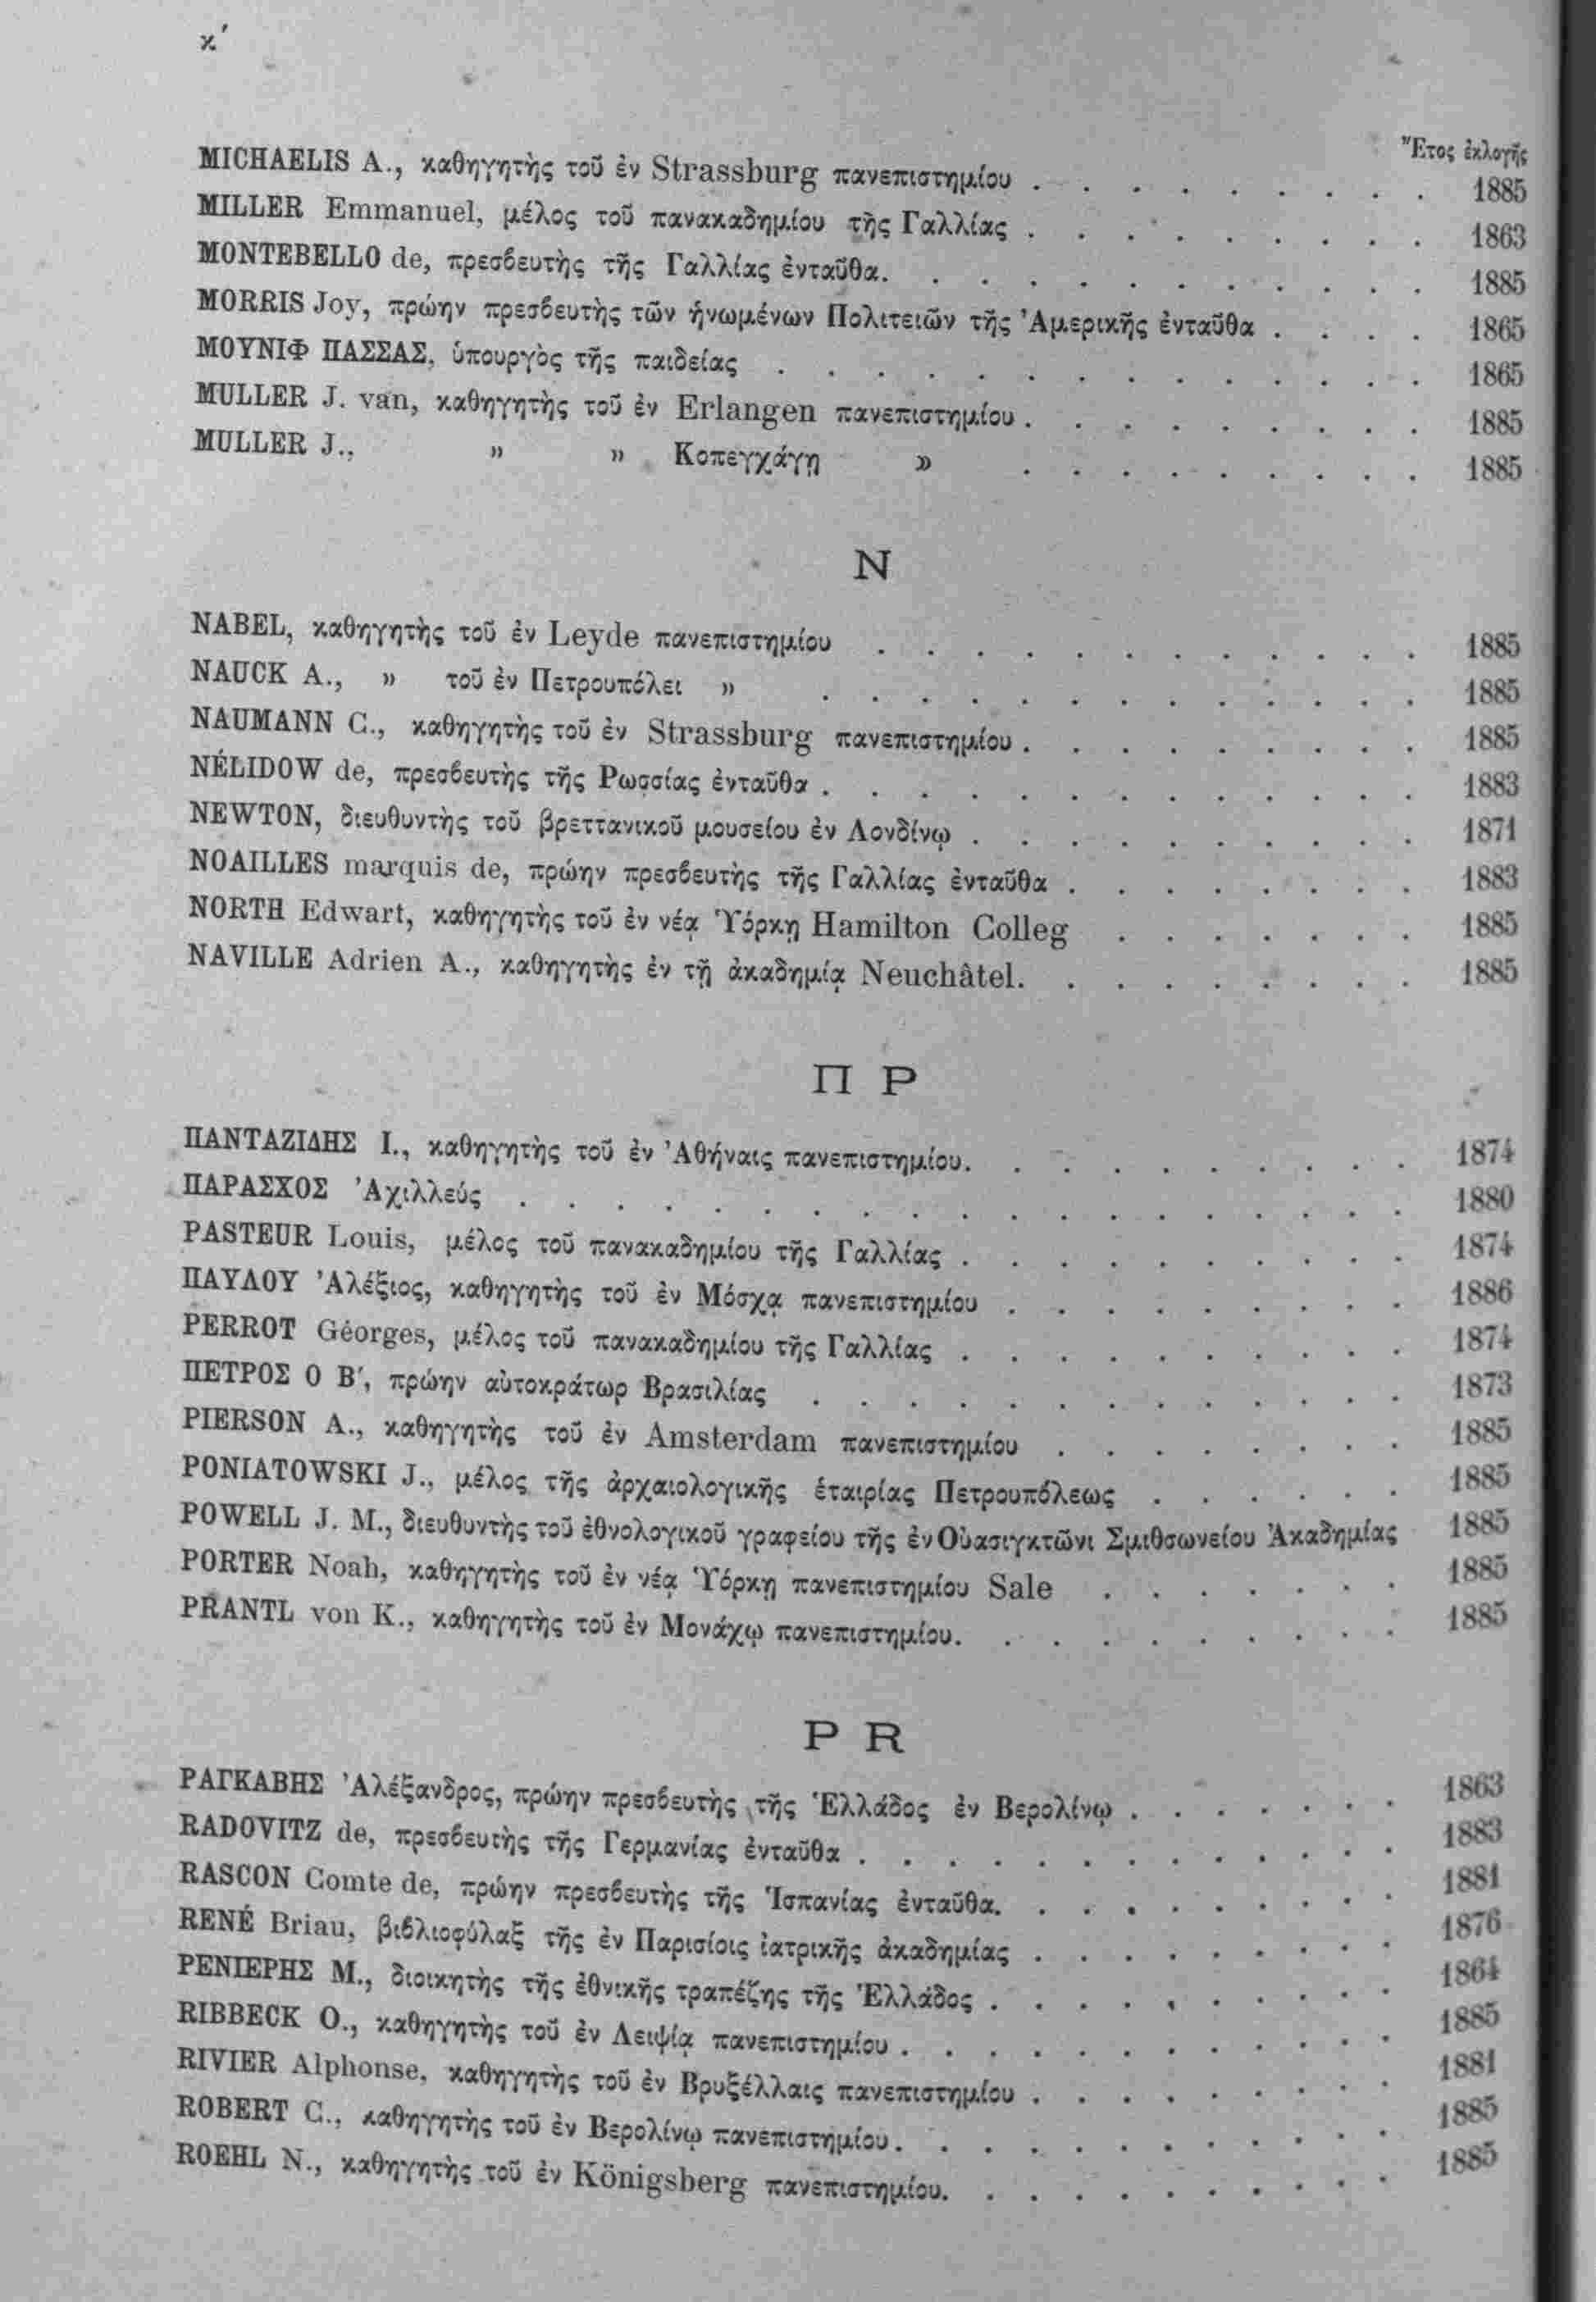 κ´
Ἔτος ἐκλογῆς
MICHAELIS A., καθηγητὴς τοῦ ἐν Strassburg πανεπιστημίου . . . . . . . . . 1885
MILLER Emmanuel, μέλος τοῦ πανακαδημίου τῆς Γαλλίας . . . . . . . . . 1863
MONTEBELLO de, πρεσβευτὴς τῆς Γαλλίας ἐνταῦθα. . . . . . . . . . . . 1885
MORRIS Joy, πρώην πρεσβευτὴς τῶν ἡνωμένων Πολιτειῶν τῆς Ἀμερικῆς ἐνταῦθα . . . . 1865
ΜΟΥΝΙΦ ΠΑΣΣΑΣ, ὑπουργὸς τῆς παιδείας . . . . . . . . . . . . . . 1865
MULLER J. van, καθηγητὴς τοῦ ἐν Erlangen πανεπιστημίου . . . . . . . . . 1885
MULLER J., » » Κοπεγχάγῃ » . . . . . . . . . 1885
N
NABEL, καθηγητὴς τοῦ ἐν Leyde πανεπιστημίου . . . . . . . . . . . . 1885
NAUCK A., » τοῦ ἐν Πετρουπόλει » . . . . . . . . . . . . . 1885
NAUMANN C., καθηγητὴς τοῦ ἐν Strassburg πανεπιστημίου . . . . . . . . . 1885
NÉLIDOW de, πρεσβευτὴς τῆς Ρωσσίας ἐνταῦθα . . . . . . . . . . . . . 1883
NEWTON, διευθυντὴς τοῦ βρεττανικοῦ μουσείου ἐν Λονδίνῳ . . . . . . . . . . 1871
NOAILLES marquis de, πρώην πρεσβευτὴς τῆς Γαλλίας ἐνταῦθα . . . . . . . . 1883
NORTH Edwart, καθηγητὴς τοῦ ἐν νέᾳ Ὑόρκῃ Hamilton Colleg . . . . . . . 1885
NAVILLE Adrien A., καθηγητὴς ἐν τῇ ἀκαδημίᾳ Neuchâtel. . . . . . . . . 1885
Π P
ΠΑΝΤΑΖΙΔΗΣ Ι., καθηγητὴς τοῦ ἐν Ἀθήναις πανεπιστημίου. . . . . . . . . . 1874
ΠΑΡΑΣΧΟΣ Ἀχιλλεύς . . . . . . . . . . . . . . . . . . . 1880
PASTEUR Louis, μέλος τοῦ πανακαδημίου τῆς Γαλλίας . . . . . . . . . . 1874
ΠΑΥΛΟΥ Ἀλέξιος, καθηγητὴς τοῦ ἐν Μόσχᾳ πανεπιστημίου . . . . . . . . . 1886
PERROT Géorges, μέλος τοῦ πανακαδημίου τῆς Γαλλίας . . . . . . . . . . 1874
ΠΕΤΡΟΣ Ο Β´, πρώην αὐτοκράτωρ Βρασιλίας . . . . . . . . . . . . . 1873
PIERSON A., καθηγητὴς τοῦ ἐν Amsterdam πανεπιστημίου . . . . . . . . 1885
PONIATOWSKI J., μέλος τῆς ἀρχαιολογικῆς ἑταιρίας Πετρουπόλεως . . . . . . 1885
POWELL J. M., διευθυντὴς τοῦ ἐθνολογικοῦ γραφείου τῆς ἐν Οὐασιγκτῶνι Σμιθσωνείου Ἀκαδημίας 1885
PORTER Noah, καθηγητὴς τοῦ ἐν νέᾳ Ὑόρκῃ πανεπιστημίου Sale . . . . . . . 1885
PRANTL von K., καθηγητὴς τοῦ ἐν Μονάχῳ πανεπιστημίου. . . . . . . . . . 1885
Ρ R
ΡΑΓΚΑΒΗΣ Ἀλέξανδρος, πρώην πρεσβευτὴς τῆς Ἑλλάδος ἐν Βερολίνῳ . . . . . . . 1863
RADOVITZ de, πρεσβευτὴς τῆς Γερμανίας ἐνταῦθα . . . . . . . . . . . . . 1883
RASCON Comte de, πρώην πρεσβευτὴς τῆς Ἱσπανίας ἐνταῦθα. . . . . . . . . . 1881
RENÉ Briau, βιβλιοφύλαξ τῆς ἐν Παρισίοις ἰατρικῆς ἀκαδημίας . . . . . . . . . 1876
ΡΕΝΙΕΡΗΣ Μ., διοικητὴς τῆς ἐθνικῆς τραπέζης τῆς Ἑλλάδος . . . . . . . . . . 1864
RIBBECK O., καθηγητὴς τοῦ ἐν Λειψίᾳ πανεπιστημίου . . . . . . . . . . . . 1885
RIVIER Alphonse, καθηγητὴς τοῦ ἐν Βρυξέλλαις πανεπιστημίου . . . . . . . . . 1881
ROBERT C., καθηγητὴς τοῦ ἐν Βερολίνῳ πανεπιστημίου . . . . . . . . . . . . 1885
ROEHL N., καθηγητὴς τοῦ ἐν Königsberg πανεπιστημίου. . . . . . . . . . . 1885